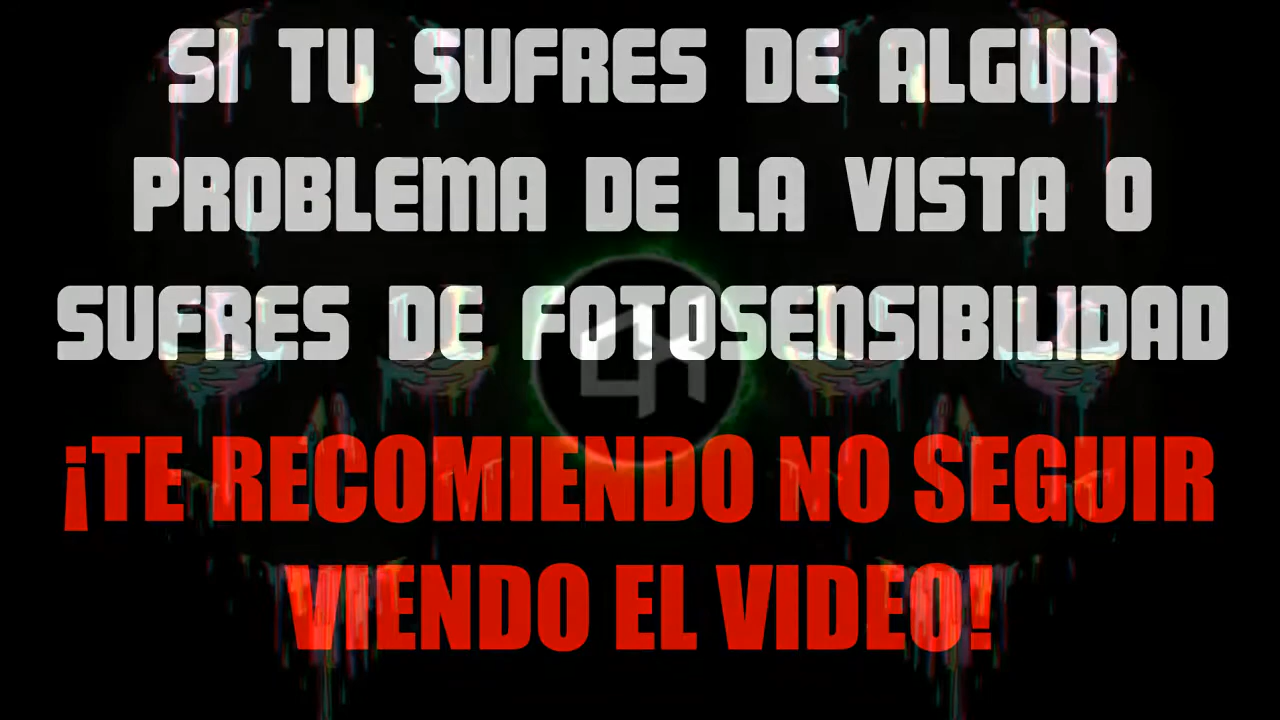 SI TU SUFRES DE ALGUN
PROBLEMA DE LA VISTA O
SUFRES DE FOTOSENSIBILIDAD
¡TE RECOMIENDO NO SEGUIR
VIENDO EL VIDEO!